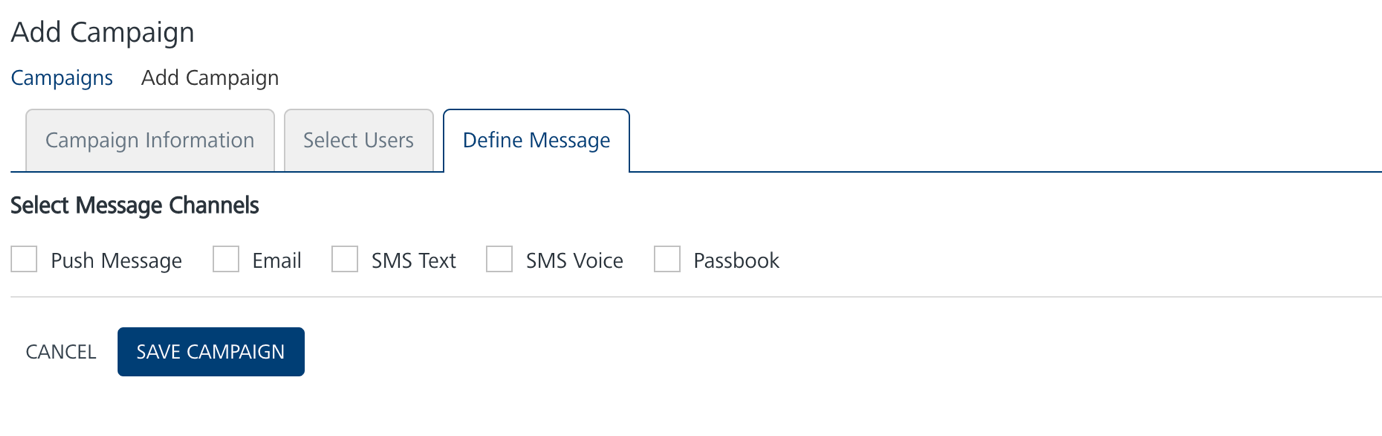 Add Campaign
Campaigns Add Campaign
Campaign Information Select Users Define Message
Select Message Channels
Push Message Email SMS Text SMS Voice Passbook
CANCEL SAVE CAMPAIGN